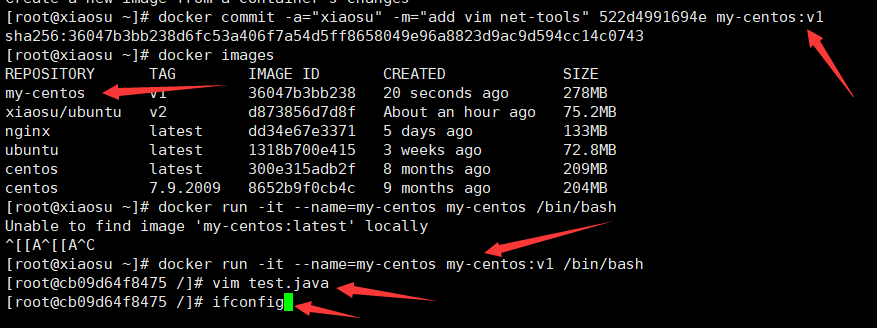 create a new image from a container's changes
[root@xiaosu ~]# docker commit -a="xiaosu" -m="add vim net-tools" 522d4991694e my-centos:v1
sha256:36047b3bb238d6fc53a406f7a54d5ff8658049e96a8823d9ac9d594cc14c0743
[root@xiaosu ~]# docker images
REPOSITORY TAG IMAGE ID CREATED SIZE
my-centos v1 36047b3bb238 20 seconds ago 278MB
xiaosu/ubuntu v2 d873856d7d8f About an hour ago 75.2MB
nginx latest dd34e67e3371 5 days ago 133MB
ubuntu latest 1318b700e415 3 weeks ago 72.8MB
centos latest 300e315adb2f 8 months ago 209MB
centos 7.9.2009 8652b9f0cb4c 9 months ago 204MB
[root@xiaosu ~]# docker run -it --name=my-centos my-centos /bin/bash
Unable to find image 'my-centos:latest' locally
^[[A^[[A^C
[root@xiaosu ~]# docker run -it --name=my-centos my-centos:v1 /bin/bash
[root@cb09d64f8475 /]# vim test.java
[root@cb09d64f8475 /]# ifconfig